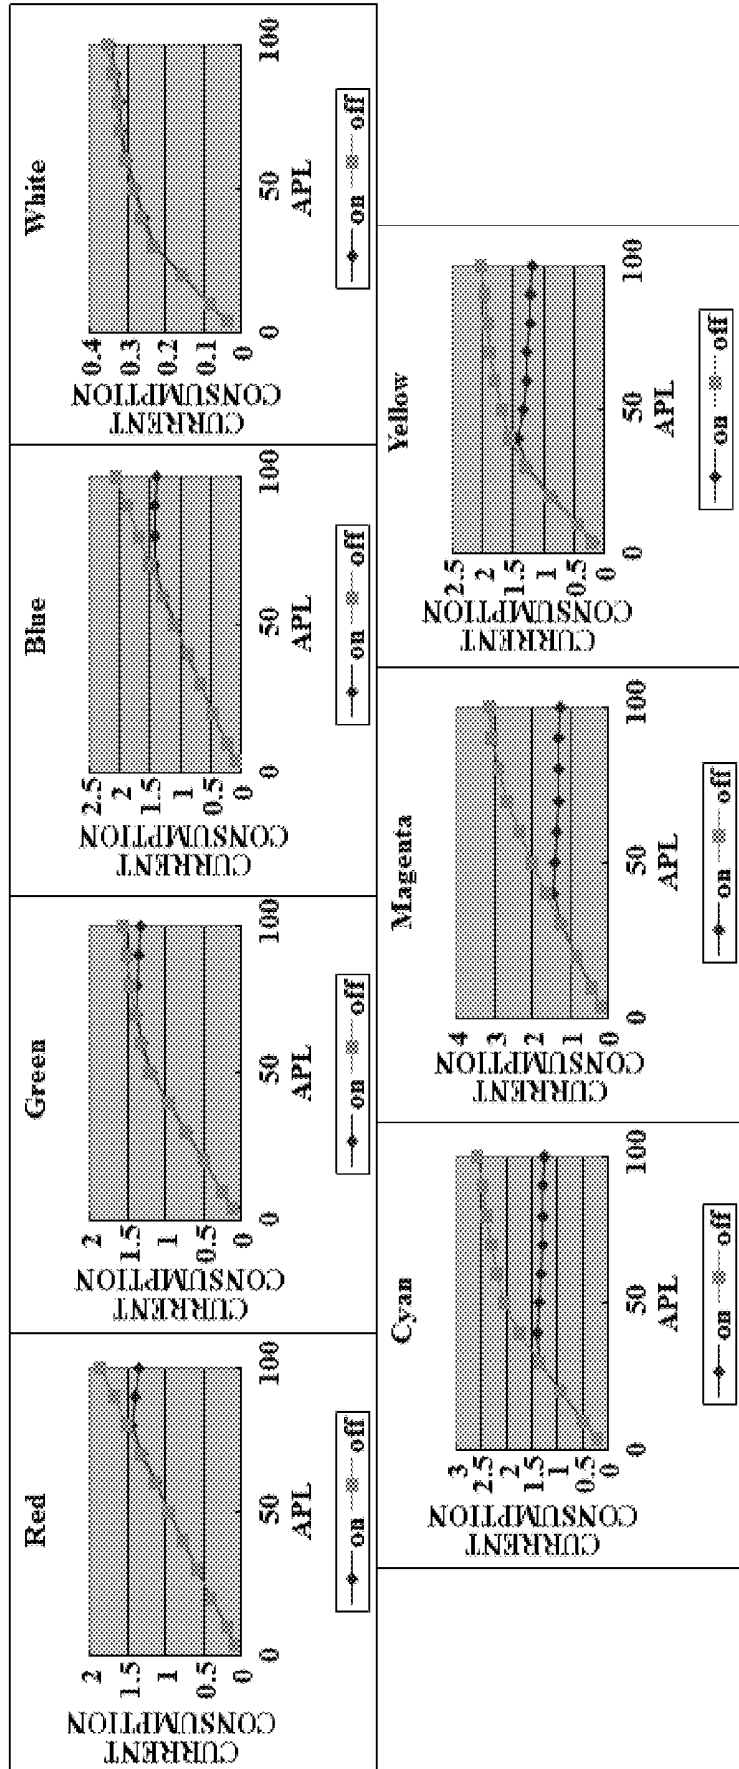 Red
CURRENT
CONSUMPTION
2
1.5
1
0.5
0
0
50
100
APL
on
off
Green
CURRENT
CONSUMPTION
2
1.5
1
0.5
0
0
50
100
APL
on
off
Blue
CURRENT
CONSUMPTION
2.5
2
1.5
1
0.5
0
0
50
100
APL
on
off
White
CURRENT
CONSUMPTION
0.4
0.3
0.2
0.1
0
0
50
100
APL
on
off
Cyan
CURRENT
CONSUMPTION
3
2.5
2
1.5
1
0.5
0
0
50
100
APL
on
off
Magenta
CURRENT
CONSUMPTION
4
3
2
1
0
0
50
100
APL
on
off
Yellow
CURRENT
CONSUMPTION
2.5
2
1.5
1
0.5
0
0
50
100
APL
on
off